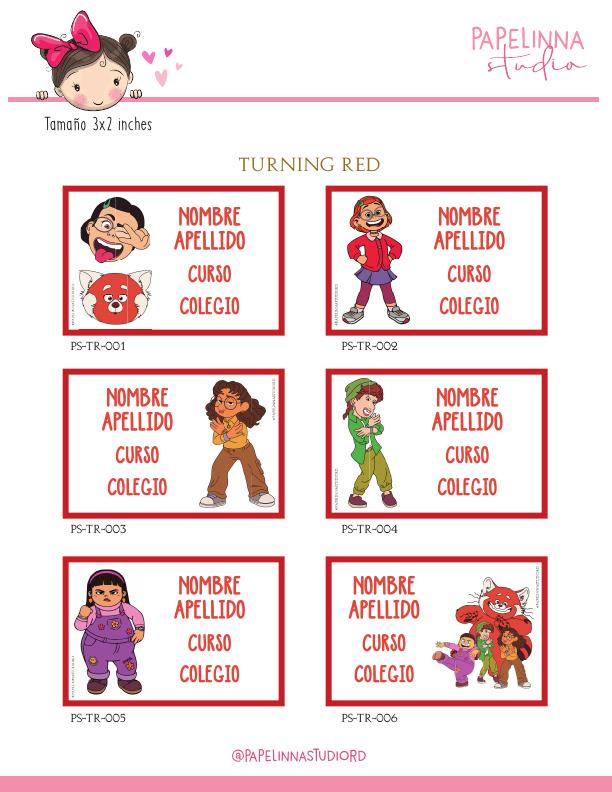 PAPELINNA
studio
Tamaño 3x2 inches
TURNING RED
NOMBRE
APELLIDO
CURSO
COLEGIO
PS-TR-001
NOMBRE
APELLIDO
CURSO
COLEGIO
PS-TR-002
NOMBRE
APELLIDO
CURSO
COLEGIO
PS-TR-003
NOMBRE
APELLIDO
CURSO
COLEGIO
PS-TR-004
NOMBRE
APELLIDO
CURSO
COLEGIO
PS-TR-005
NOMBRE
APELLIDO
CURSO
COLEGIO
PS-TR-006
@PAPELINNASTUDIORD